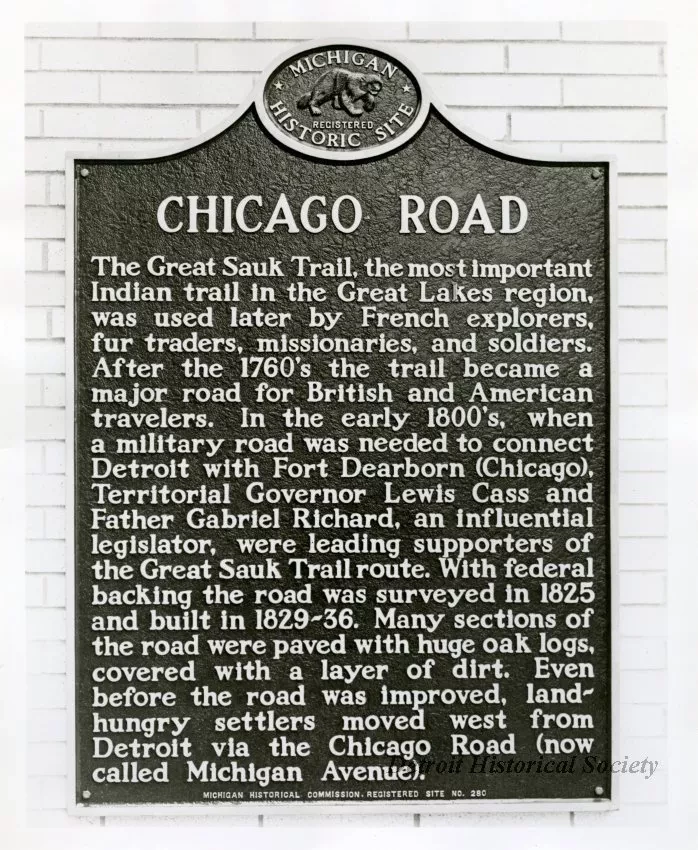 MICHIGAN
REGISTERED
HISTORIC SITE
CHICAGO ROAD
The Great Sauk Trail, the most important
Indian trail in the Great Lakes region,
was used later by French explorers,
fur traders, missionaries, and soldiers.
After the 1760's the trail became a
major road for British and American
travelers. In the early 1800's, when
a military road was needed to connect
Detroit with Fort Dearborn (Chicago),
Territorial Governor Lewis Cass and
Father Gabriel Richard, an influential
legislator, were leading supporters of
the Great Sauk Trail route. With federal
backing the road was surveyed in 1825
and built in 1829-36. Many sections of
the road were paved with huge oak logs,
covered with a layer of dirt. Even
before the road was improved, land-
hungry settlers moved west from
Detroit via the Chicago Road (now
called Michigan Avenue).
Detroit Historical Society
MICHIGAN HISTORICAL COMMISSION. REGISTERED SITE NO. 280